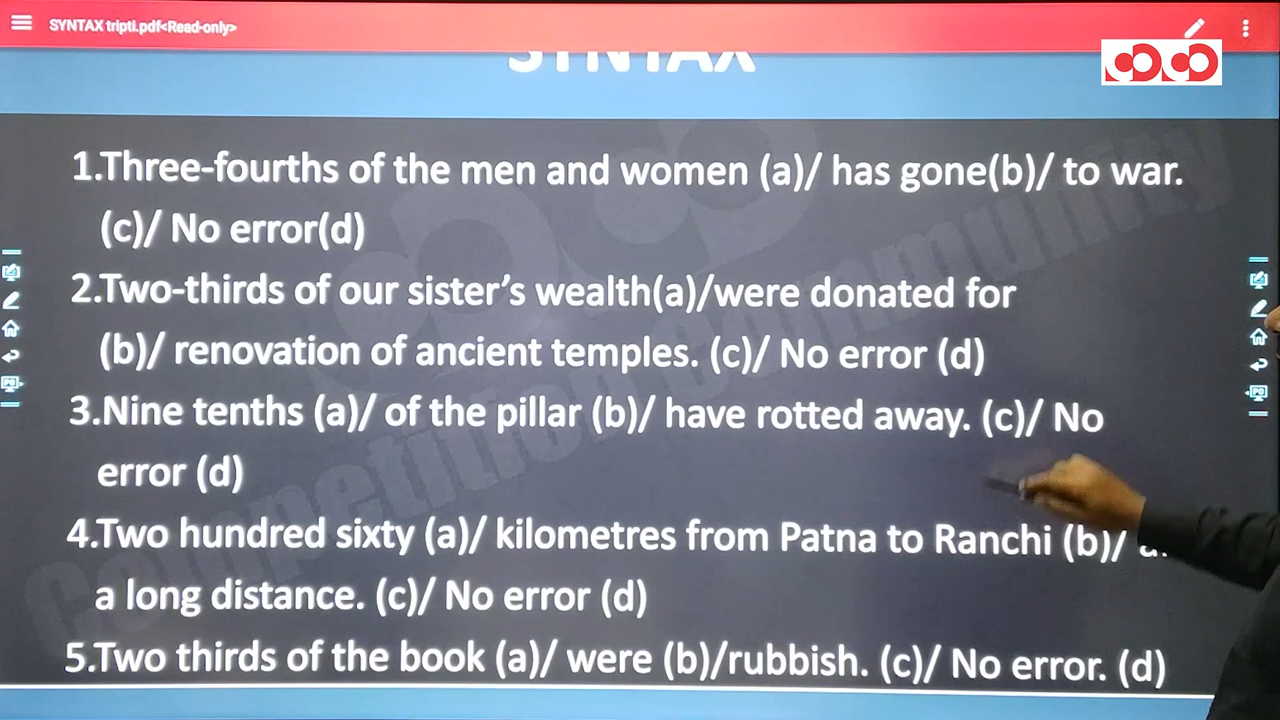 SYNTAX tripti.pdf<Read-only>
SYNTAX
1.Three-fourths of the men and women (a)/ has gone(b)/ to war.
(c)/ No error(d)
2.Two-thirds of our sister's wealth(a)/were donated for
(b)/ renovation of ancient temples. (c)/ No error (d)
3.Nine tenths (a)/ of the pillar (b)/ have rotted away. (c)/ No
error (d)
4.Two hundred sixty (a)/ kilometres from Patna to Ranchi (b)/
a long distance. (c)/ No error (d)
5.Two thirds of the book (a)/ were (b)/rubbish. (c)/ No error. (d)
Competition Community